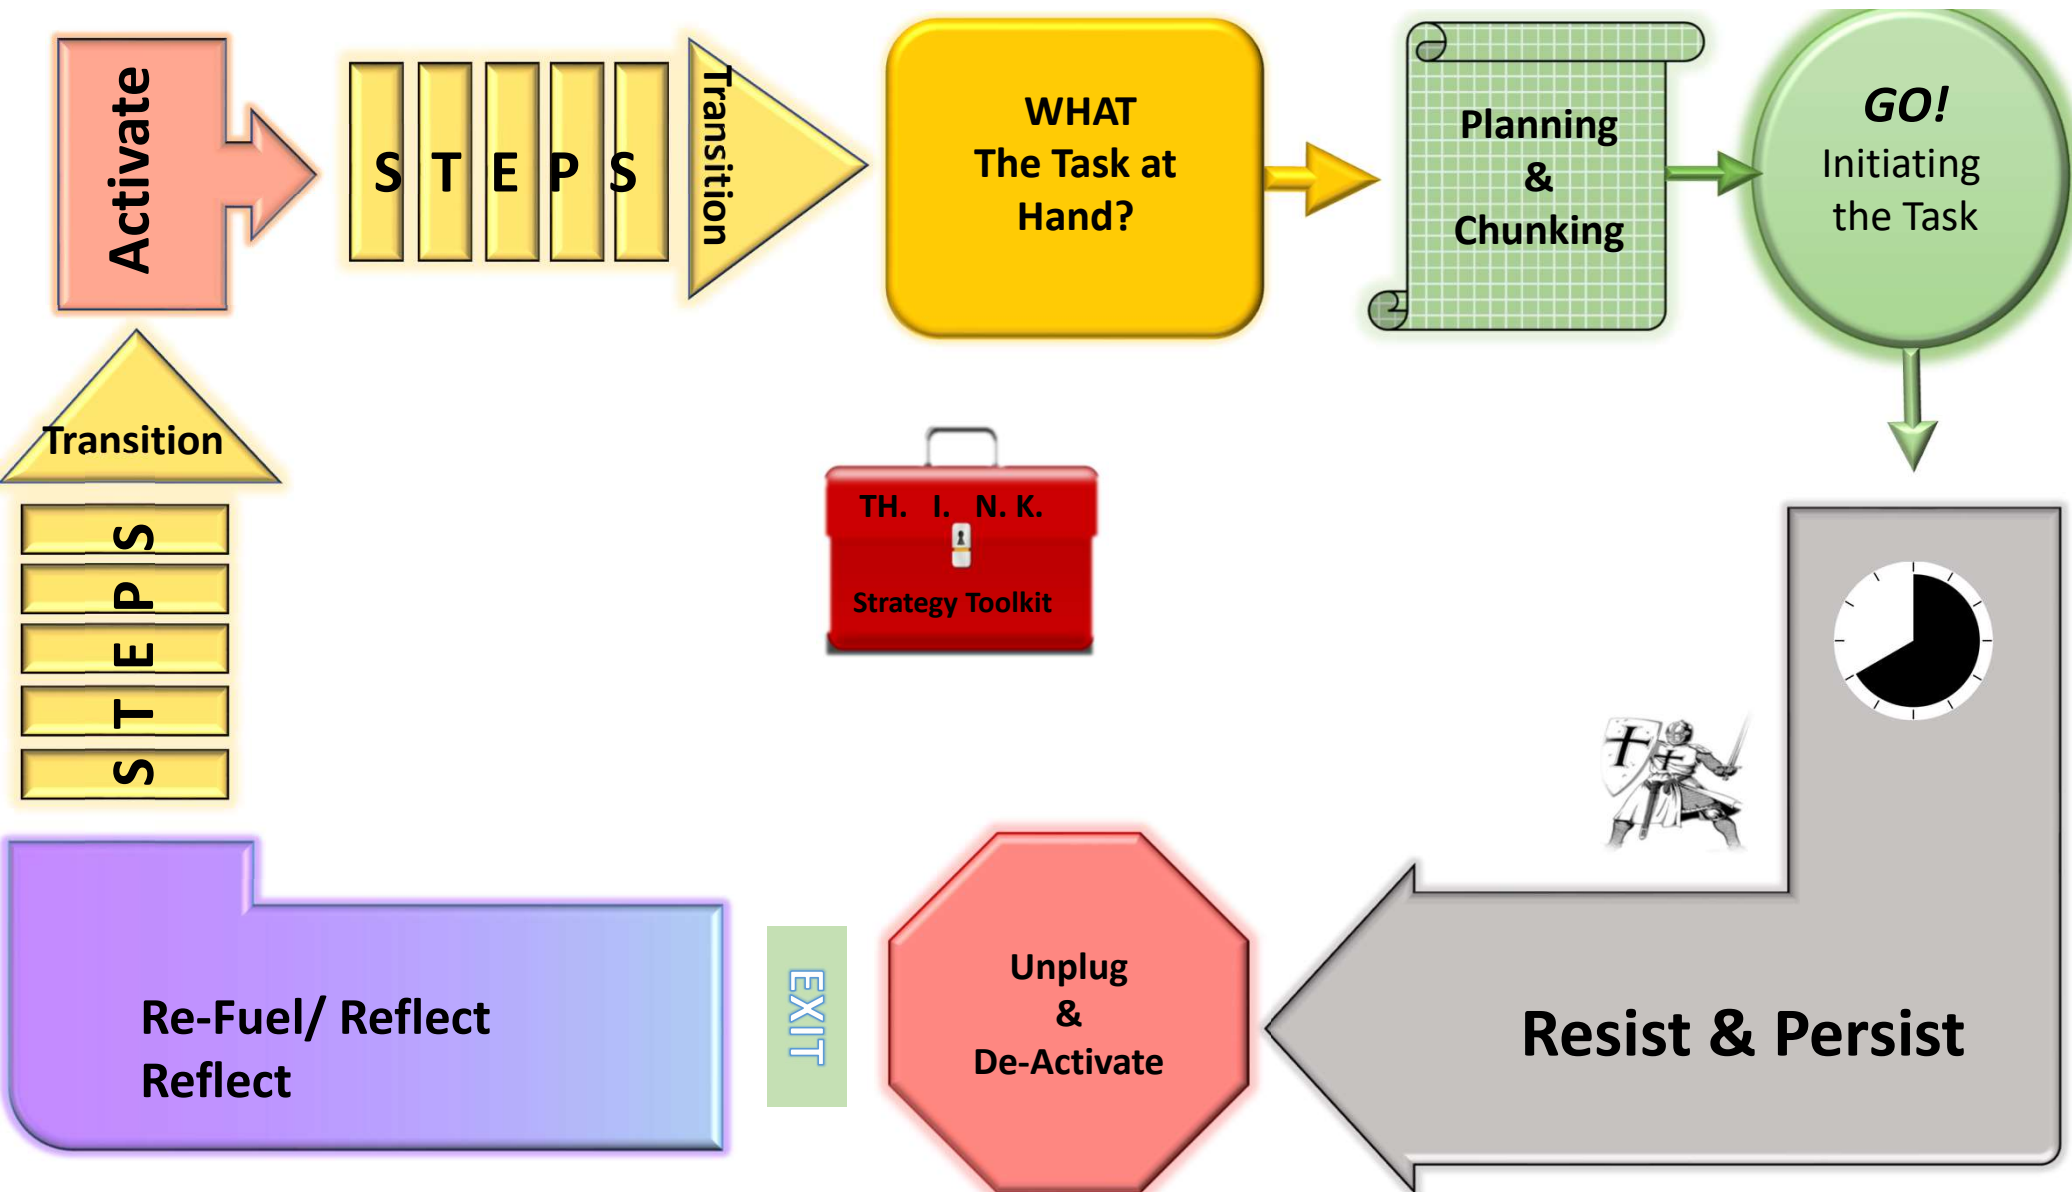 Activate
S T E P S
Transition
WHAT
The Task at
Hand?
Planning
&
Chunking
GO!
Initiating
the Task
Transition
S T E P S
TH. I. N. K.
Strategy Toolkit
Resist & Persist
Unplug
&
De-Activate
EXIT
Re-Fuel/ Reflect
Reflect